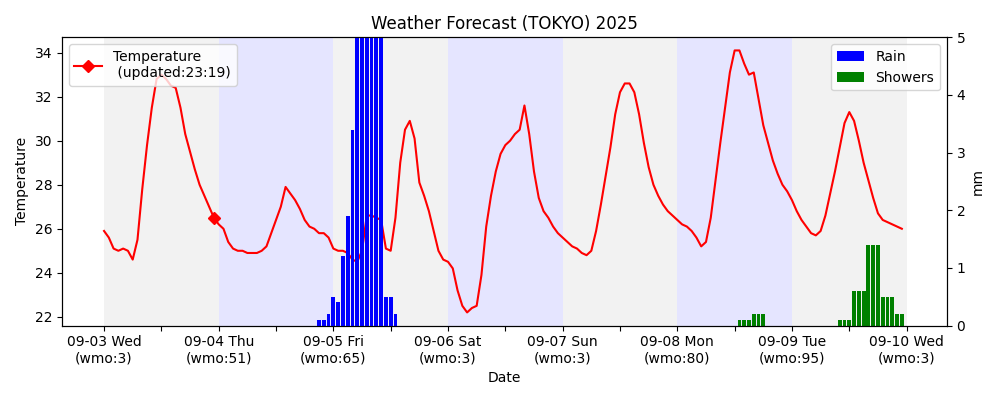 Weather Forecast (TOKYO) 2025
Temperature
(updated:23:19)
Rain
Showers
Temperature
34
32
30
28
26
24
22
5
4
3
2
1
0
mm
09-03 Wed
(wmo:3)
09-04 Thu
(wmo:51)
09-05 Fri
(wmo:65)
09-06 Sat
(wmo:3)
09-07 Sun
(wmo:3)
09-08 Mon
(wmo:80)
09-09 Tue
(wmo:95)
09-10 Wed
(wmo:3)
Date